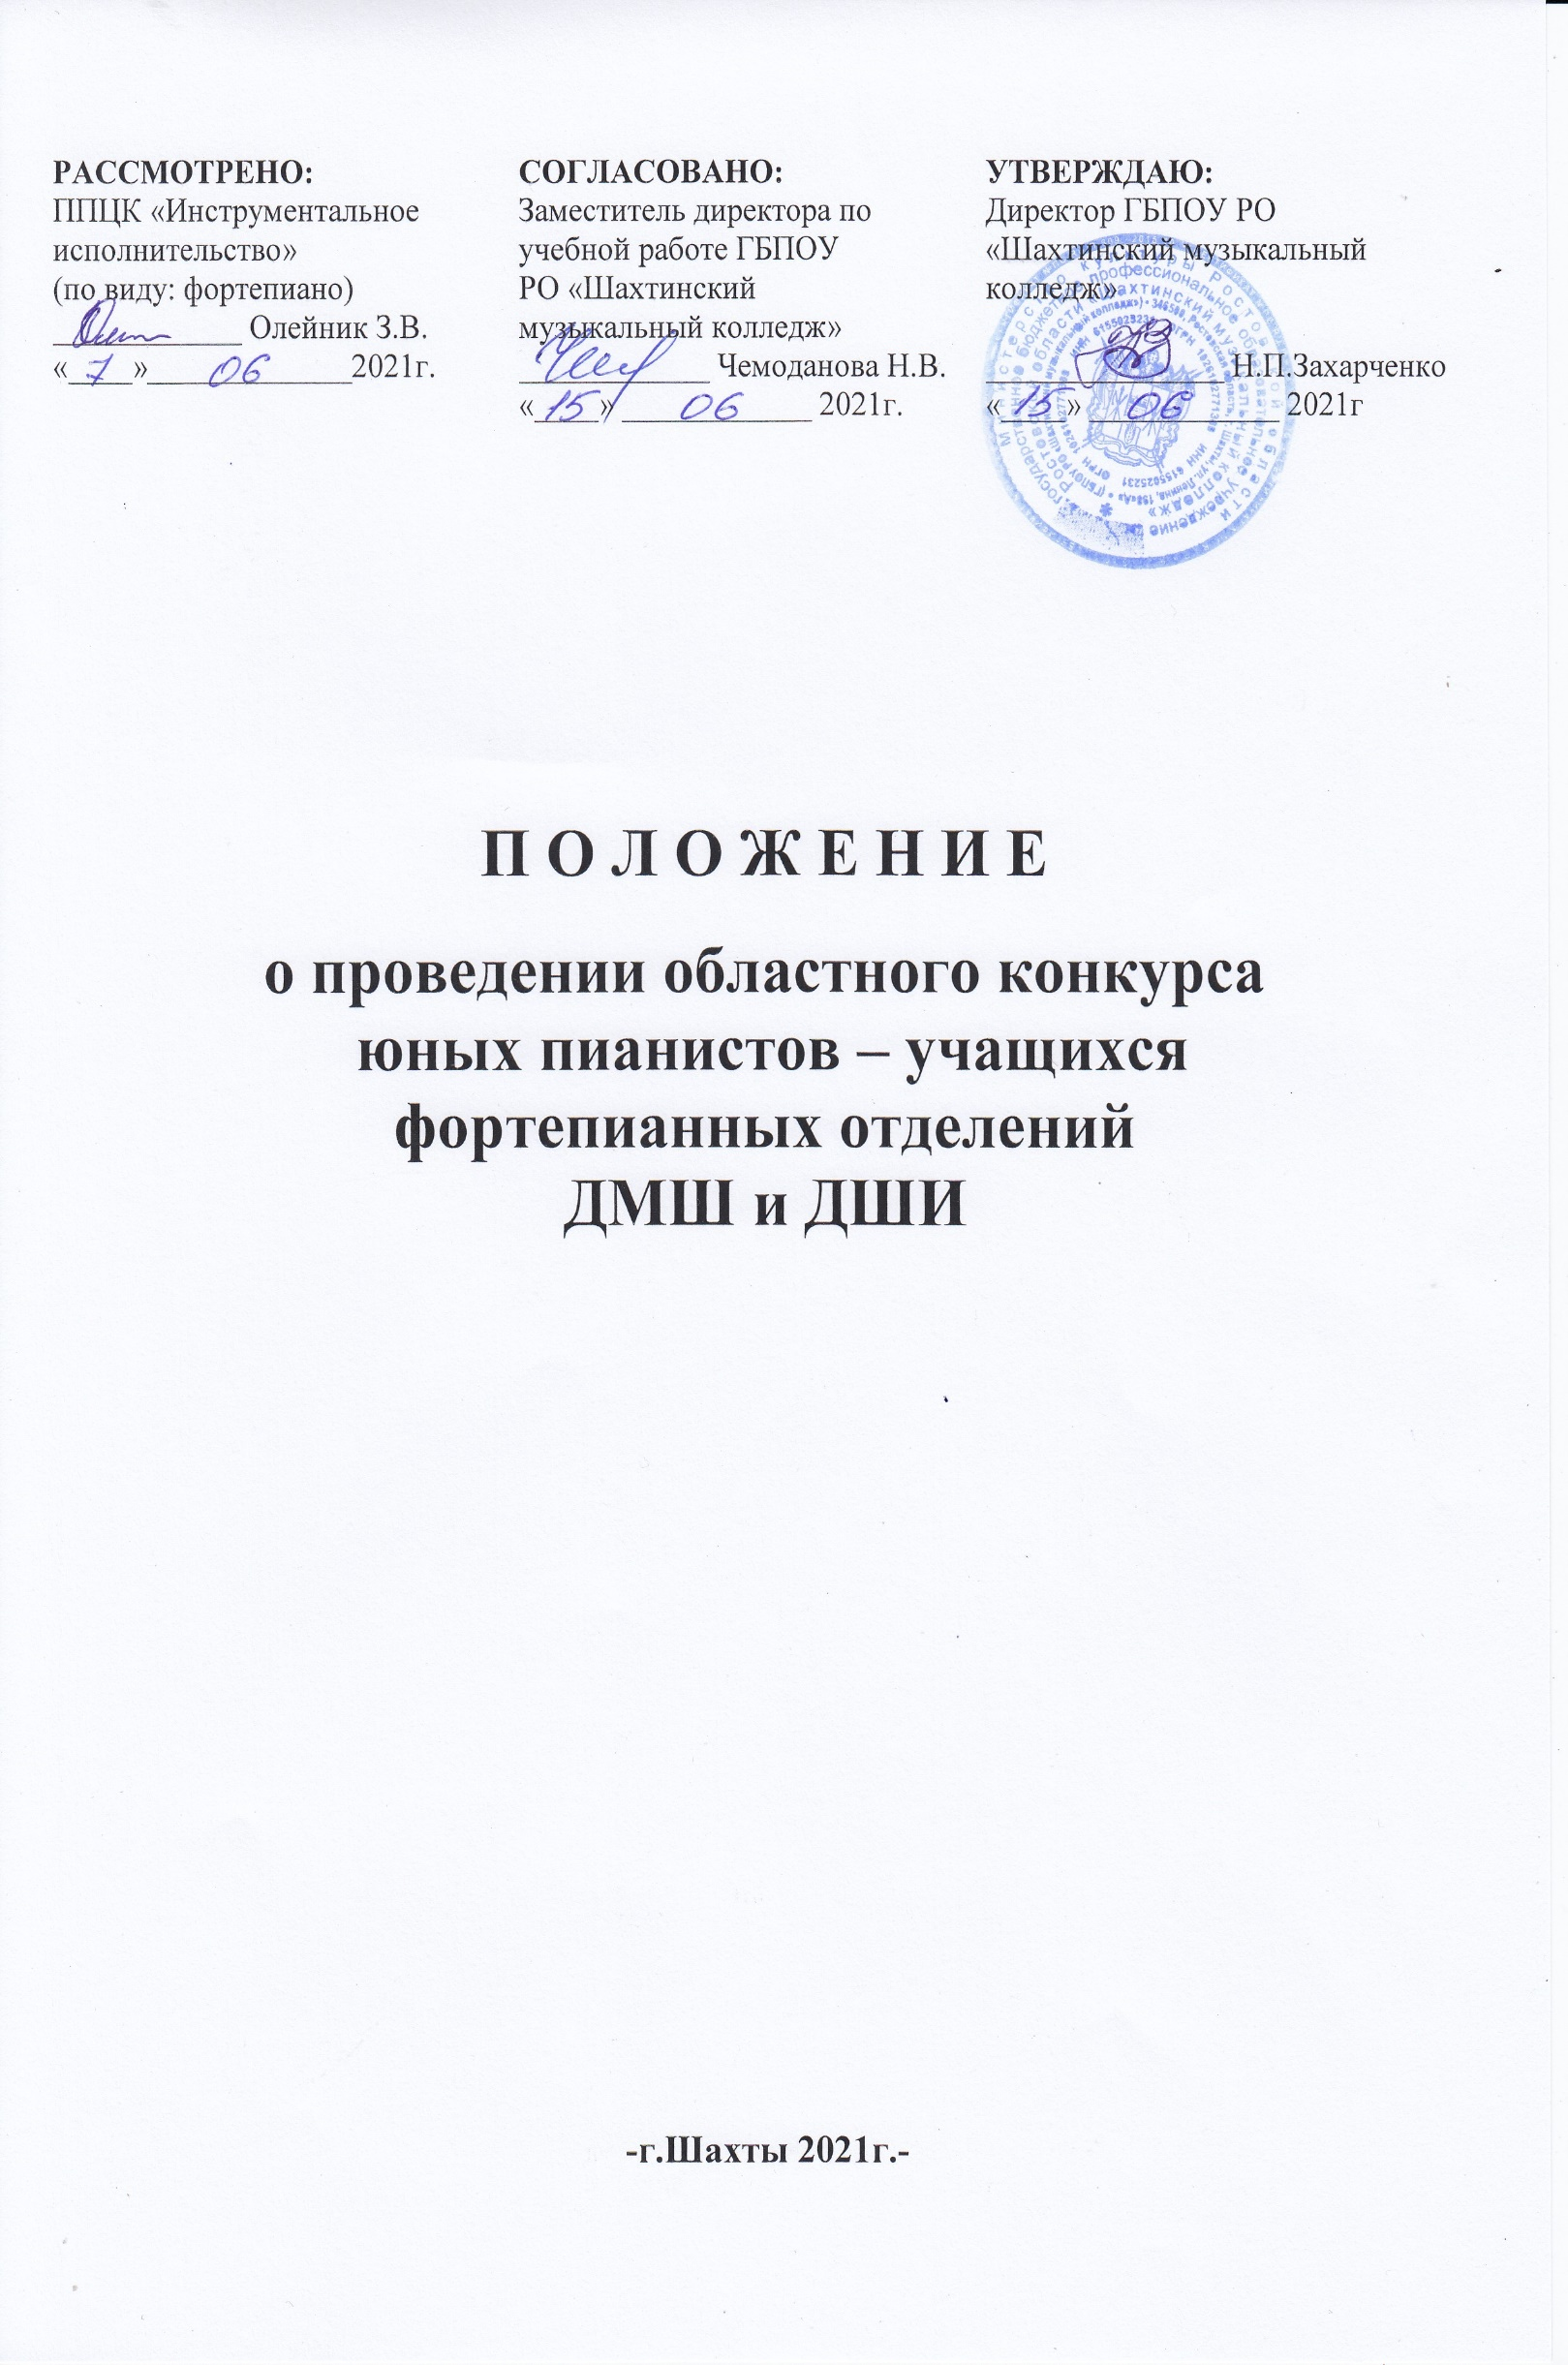 РАССМОТРЕНО:
ППЦК «Инструментальное
исполнительство»
(по виду: фортепиано)
Олейник З.В.
«7» 06 2021г.
СОГЛАСОВАНО:
Заместитель директора по
учебной работе ГБПОУ
РО «Шахтинский
музыкальный колледж»
Чемоданова Н.В.
«15» 06 2021г.
УТВЕРЖДАЮ:
Директор ГБПОУ РО
«Шахтинский музыкальный
колледж»
Н.П.Захарченко
«15» 06 2021г
П О Л О Ж Е Н И Е
о проведении областного конкурса
юных пианистов – учащихся
фортепианных отделений
ДМШ и ДШИ
-г.Шахты 2021г.-